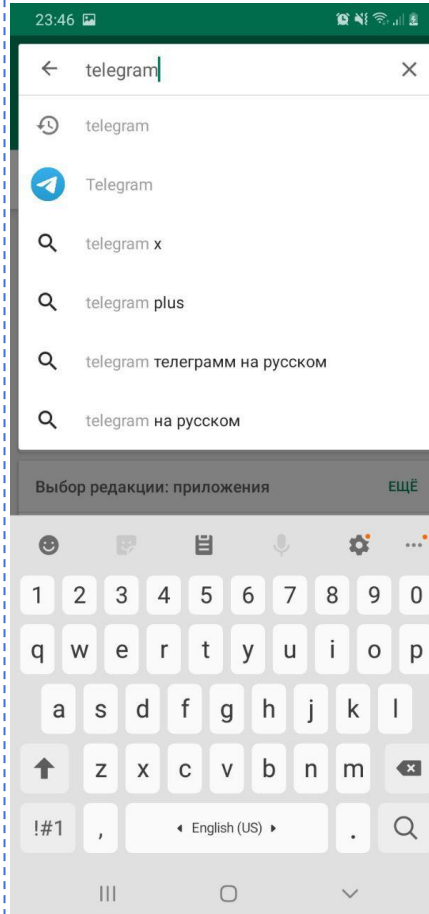 23:46
telegram
telegram
Telegram
telegram x
telegram plus
telegram телеграмм на русском
telegram на русском
Выбор редакции: приложения ЕЩЁ
1 2 3 4 5 6 7 8 9 0
q w e r t y u i o p
a s d f g h j k l
z x c v b n m
!#1 , English (US) .